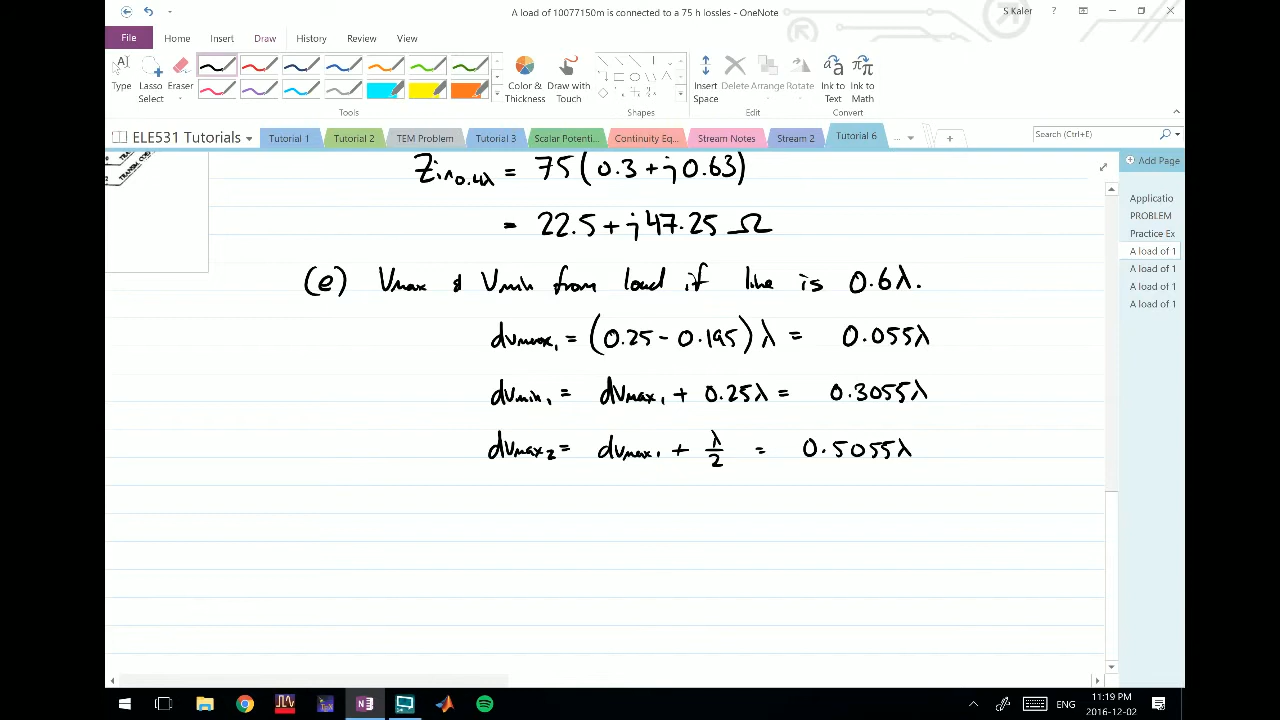 A load of 10077150m is connected to a 75 h lossles - OneNote
S Kaler
File Home Insert Draw History Review View
Type Lasso Select Eraser Color & Thickness Draw with Touch Insert Space Delete Arrange Rotate Ink to Text Ink to Math
Tools Shapes Edit Convert
ELE531 Tutorials Tutorial 1 Tutorial 2 TEM Problem Tutorial 3 Scalar Potenti... Continuity Eq... Stream Notes Stream 2 Tutorial 6 ... Search (Ctrl+E)
Add Page
Applicatio
PROBLEM
Practice Ex
A load of 1
A load of 1
A load of 1
A load of 1
Zin0.4λ = 75(0.3 + j0.63)
= 22.5 + j47.25 Ω
(e) Vmax & Vmin from load if line is 0.6λ.
dvmax1 = (0.25 - 0.195)λ = 0.055λ
dvmin1 = dvmax1 + 0.25λ = 0.3055λ
dvmax2 = dvmax1 + λ/2 = 0.5055λ
ENG
11:19 PM
2016-12-02